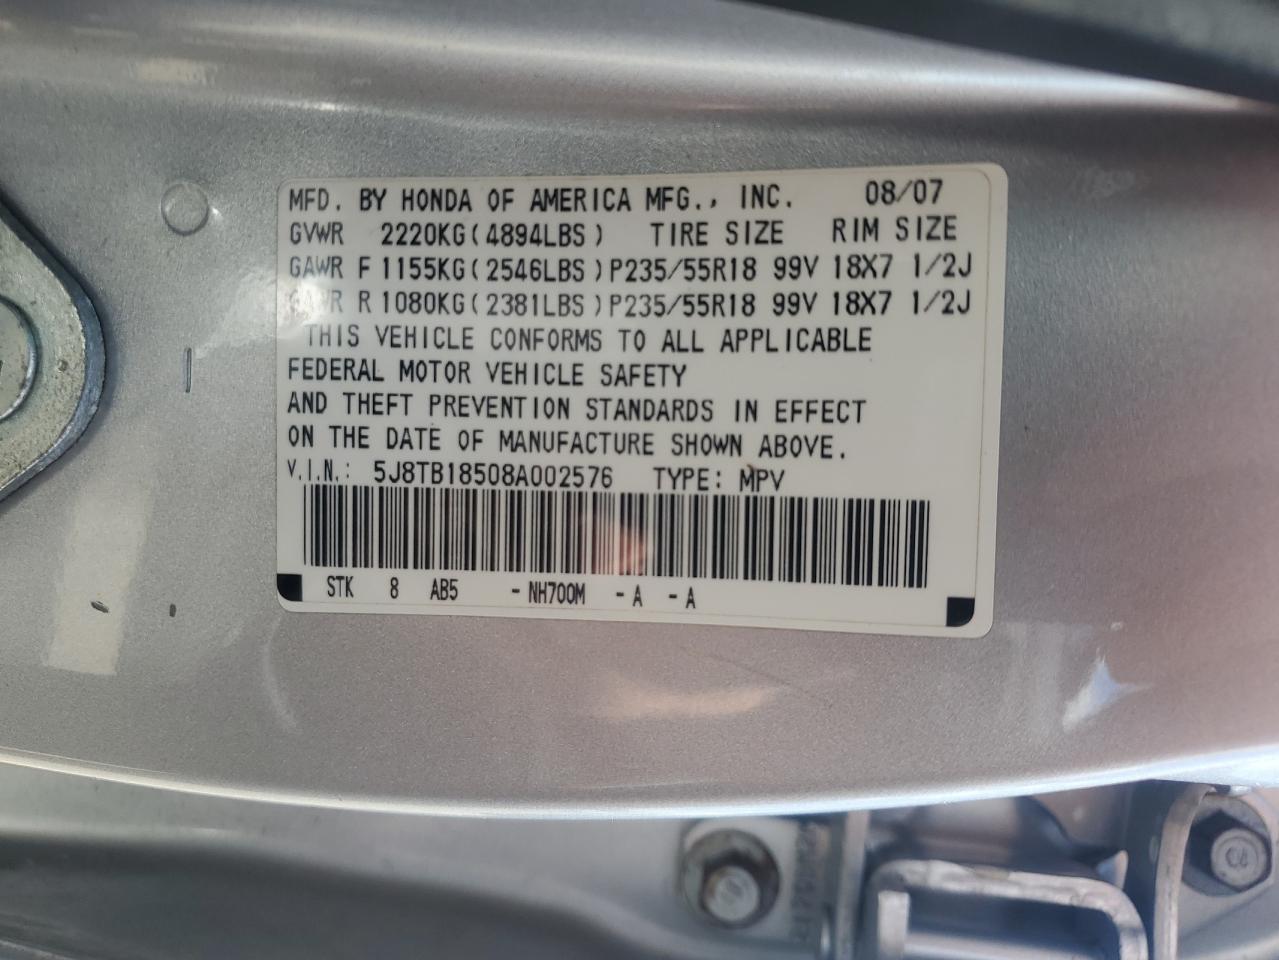 MFD. BY HONDA OF AMERICA MFG., INC. 08/07
GVWR 2220KG(4894LBS) TIRE SIZE RIM SIZE
GAWR F 1155KG(2546LBS)P235/55R18 99V 18X7 1/2J
GAWR R 1080KG(2381LBS)P235/55R18 99V 18X7 1/2J
THIS VEHICLE CONFORMS TO ALL APPLICABLE
FEDERAL MOTOR VEHICLE SAFETY
AND THEFT PREVENTION STANDARDS IN EFFECT
ON THE DATE OF MANUFACTURE SHOWN ABOVE.
V.I.N.: 5J8TB18508A002576 TYPE: MPV
STK 8 AB5 -NH700M -A -A